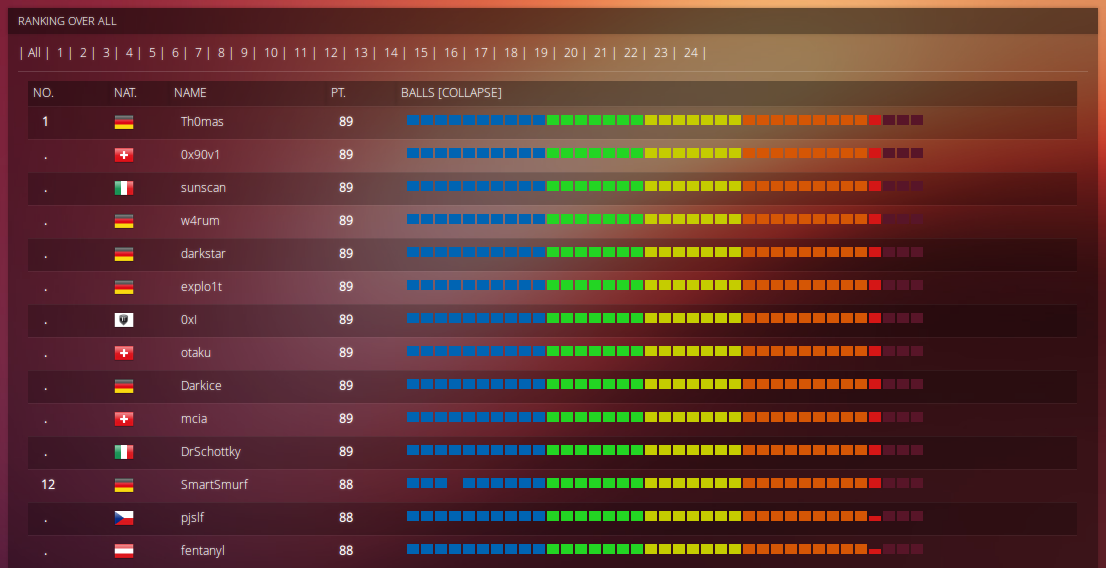 RANKING OVER ALL
| All | 1 | 2 | 3 | 4 | 5 | 6 | 7 | 8 | 9 | 10 | 11 | 12 | 13 | 14 | 15 | 16 | 17 | 18 | 19 | 20 | 21 | 22 | 23 | 24 |
NO. NAT. NAME PT. BALLS [COLLAPSE]
1 Th0mas 89
. 0x90v1 89
. sunscan 89
. w4rum 89
. darkstar 89
. explo1t 89
. 0xI 89
. otaku 89
. Darkice 89
. mcia 89
. DrSchottky 89
12 SmartSmurf 88
. pjslf 88
. fentanyl 88